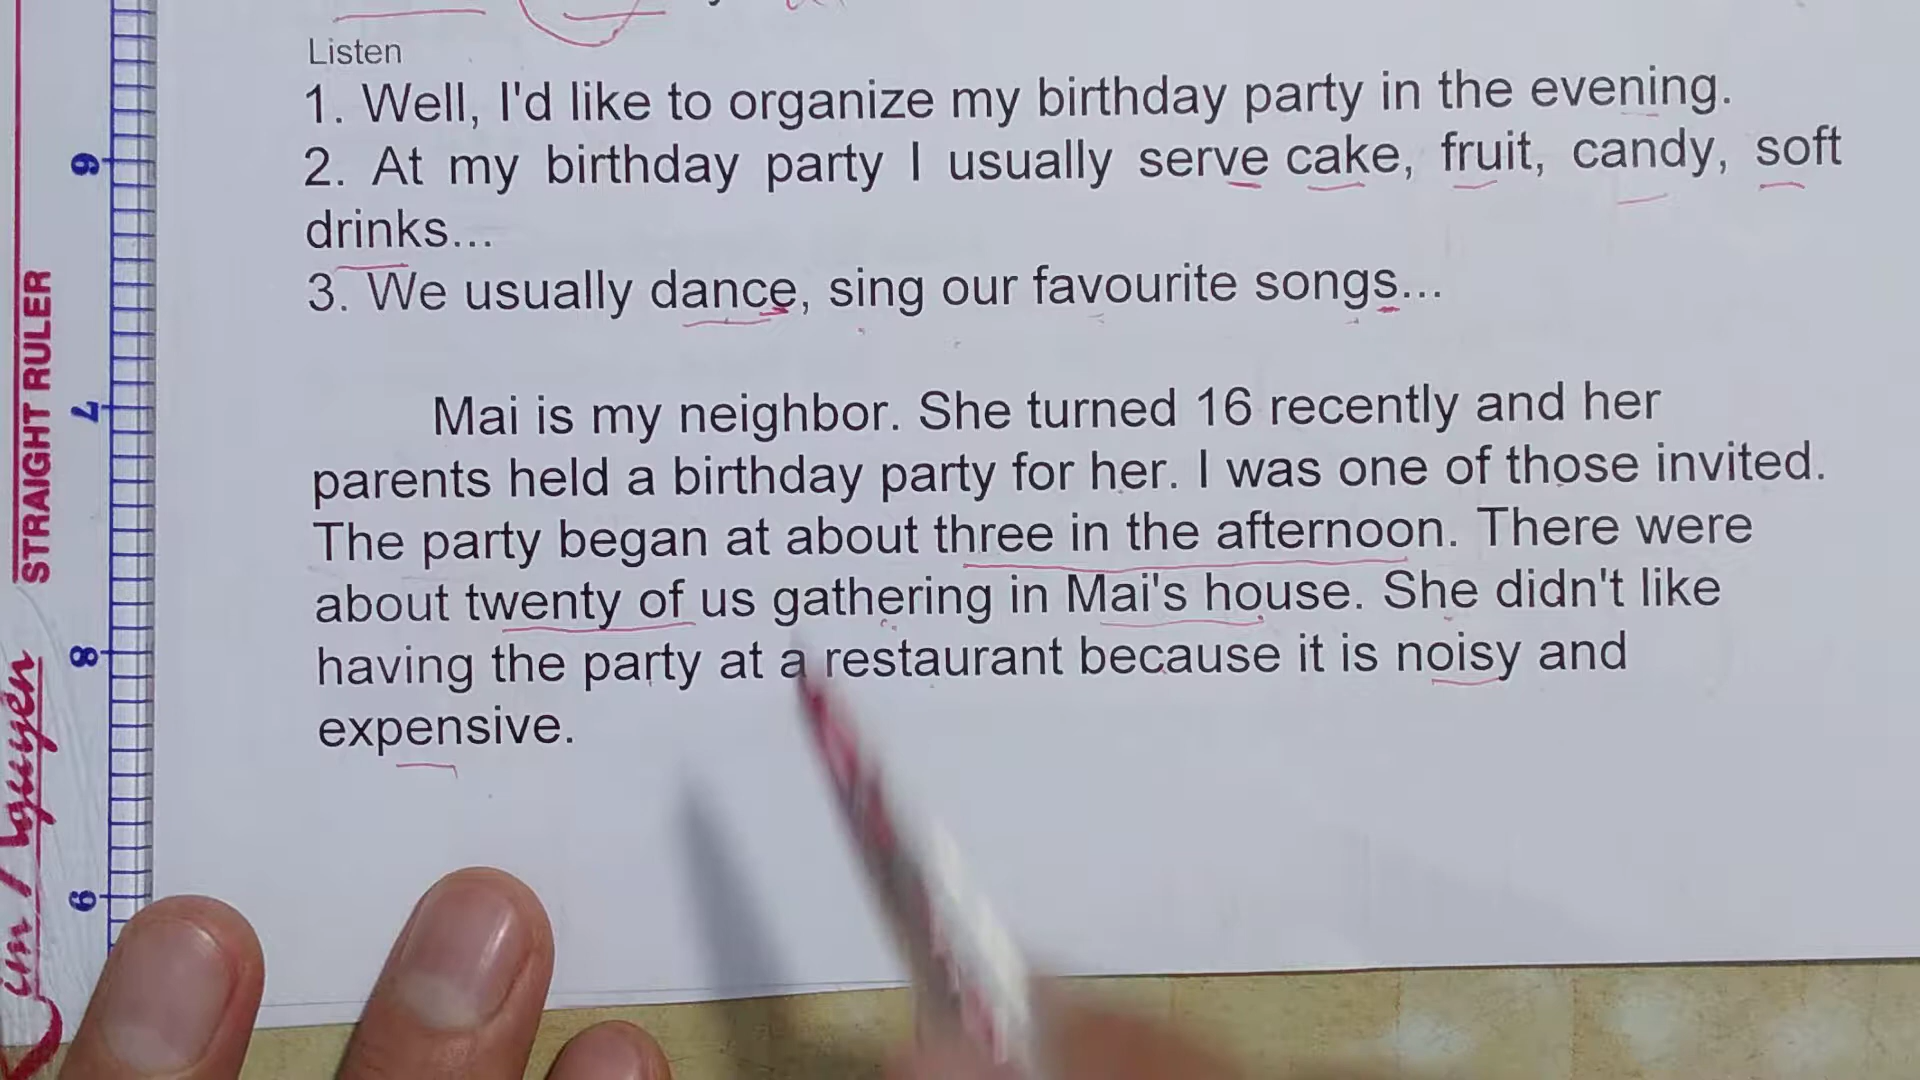 Listen
1. Well, I'd like to organize my birthday party in the evening.
2. At my birthday party I usually serve cake, fruit, candy, soft
drinks...
3. We usually dance, sing our favourite songs...
Mai is my neighbor. She turned 16 recently and her
parents held a birthday party for her. I was one of those invited.
The party began at about three in the afternoon. There were
about twenty of us gathering in Mai's house. She didn't like
having the party at a restaurant because it is noisy and
expensive.
STRAIGHT RULER
6
7
8
9